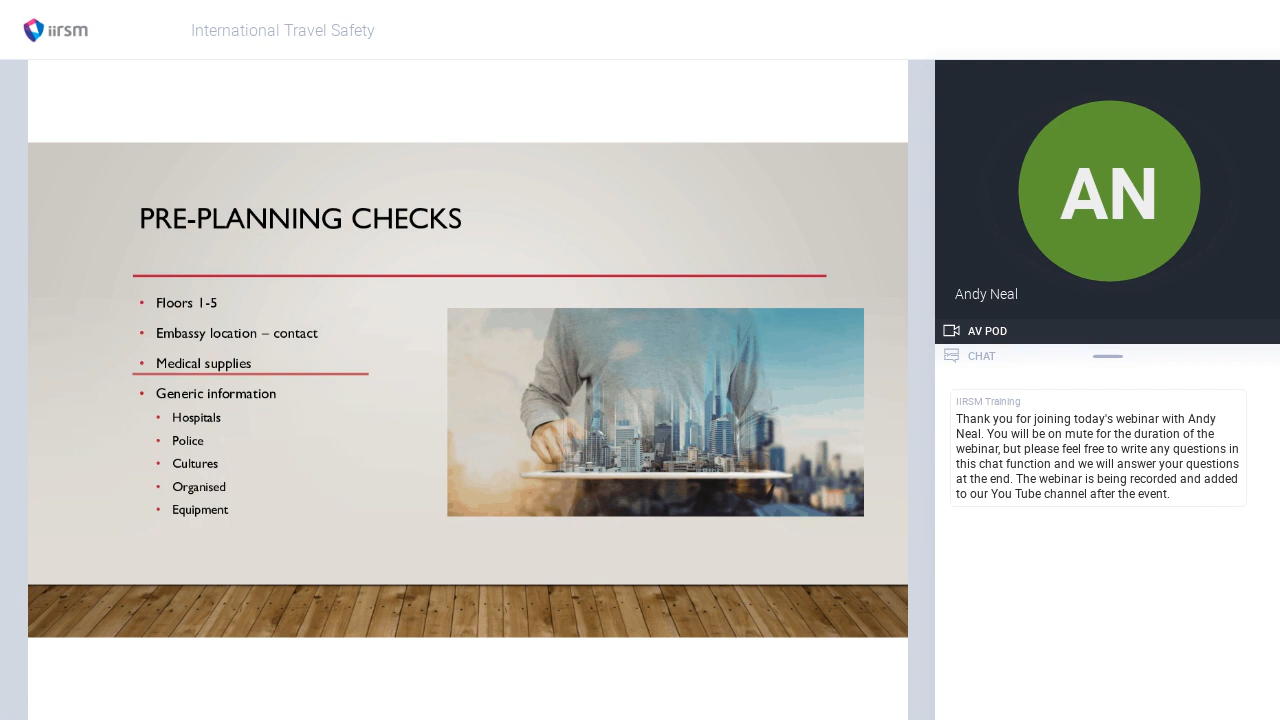 iirsm
International Travel Safety
PRE-PLANNING CHECKS
• Floors 1-5
• Embassy location – contact
• Medical supplies
• Generic information
• Hospitals
• Police
• Cultures
• Organised
• Equipment
AN
Andy Neal
AV POD
CHAT
IIRSM Training
Thank you for joining today's webinar with Andy
Neal. You will be on mute for the duration of the
webinar, but please feel free to write any questions in
this chat function and we will answer your questions
at the end. The webinar is being recorded and added
to our You Tube channel after the event.